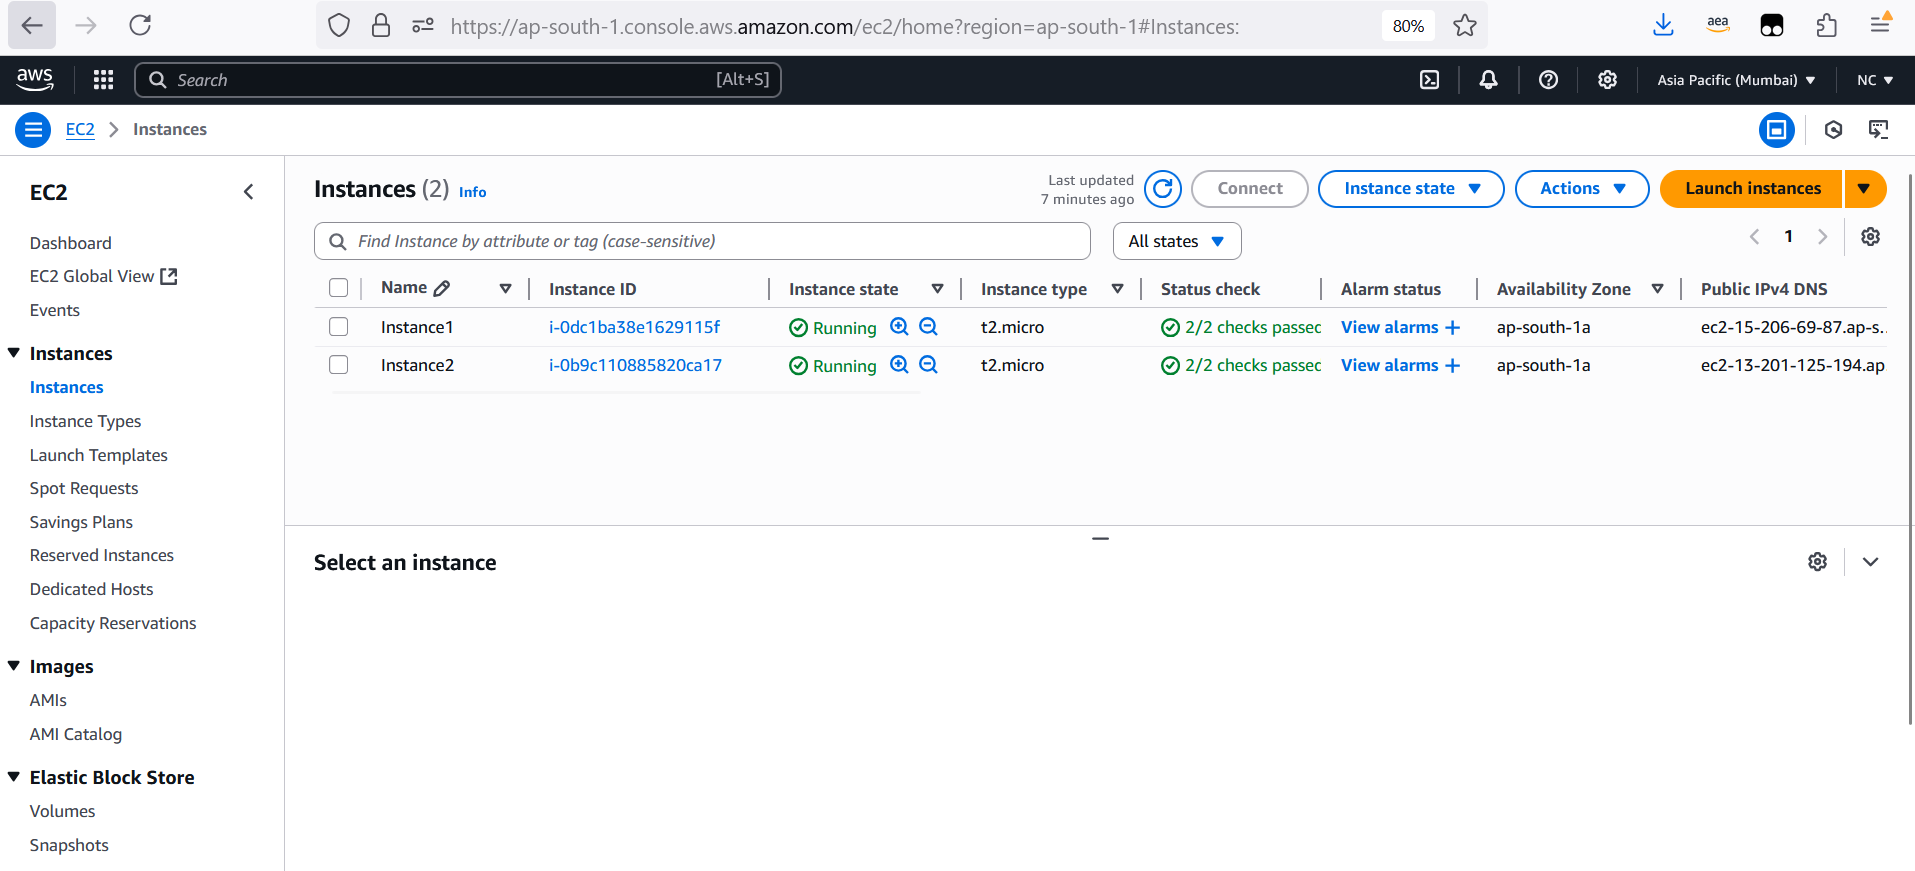 https://ap-south-1.console.aws.amazon.com/ec2/home?region=ap-south-1#Instances:
80%
aea
aws
Search
[Alt+S]
Asia Pacific (Mumbai)
NC
EC2
Instances
EC2
Dashboard
EC2 Global View
Events
Instances
Instances
Instance Types
Launch Templates
Spot Requests
Savings Plans
Reserved Instances
Dedicated Hosts
Capacity Reservations
Images
AMIs
AMI Catalog
Elastic Block Store
Volumes
Snapshots
Instances (2) Info
Last updated
7 minutes ago
Connect
Instance state
Actions
Launch instances
Find Instance by attribute or tag (case-sensitive)
All states
1
Name Instance ID Instance state Instance type Status check Alarm status Availability Zone Public IPv4 DNS
Instance1 i-0dc1ba38e1629115f Running t2.micro 2/2 checks passed View alarms + ap-south-1a ec2-15-206-69-87.ap-s...
Instance2 i-0b9c110885820ca17 Running t2.micro 2/2 checks passed View alarms + ap-south-1a ec2-13-201-125-194.ap
Select an instance